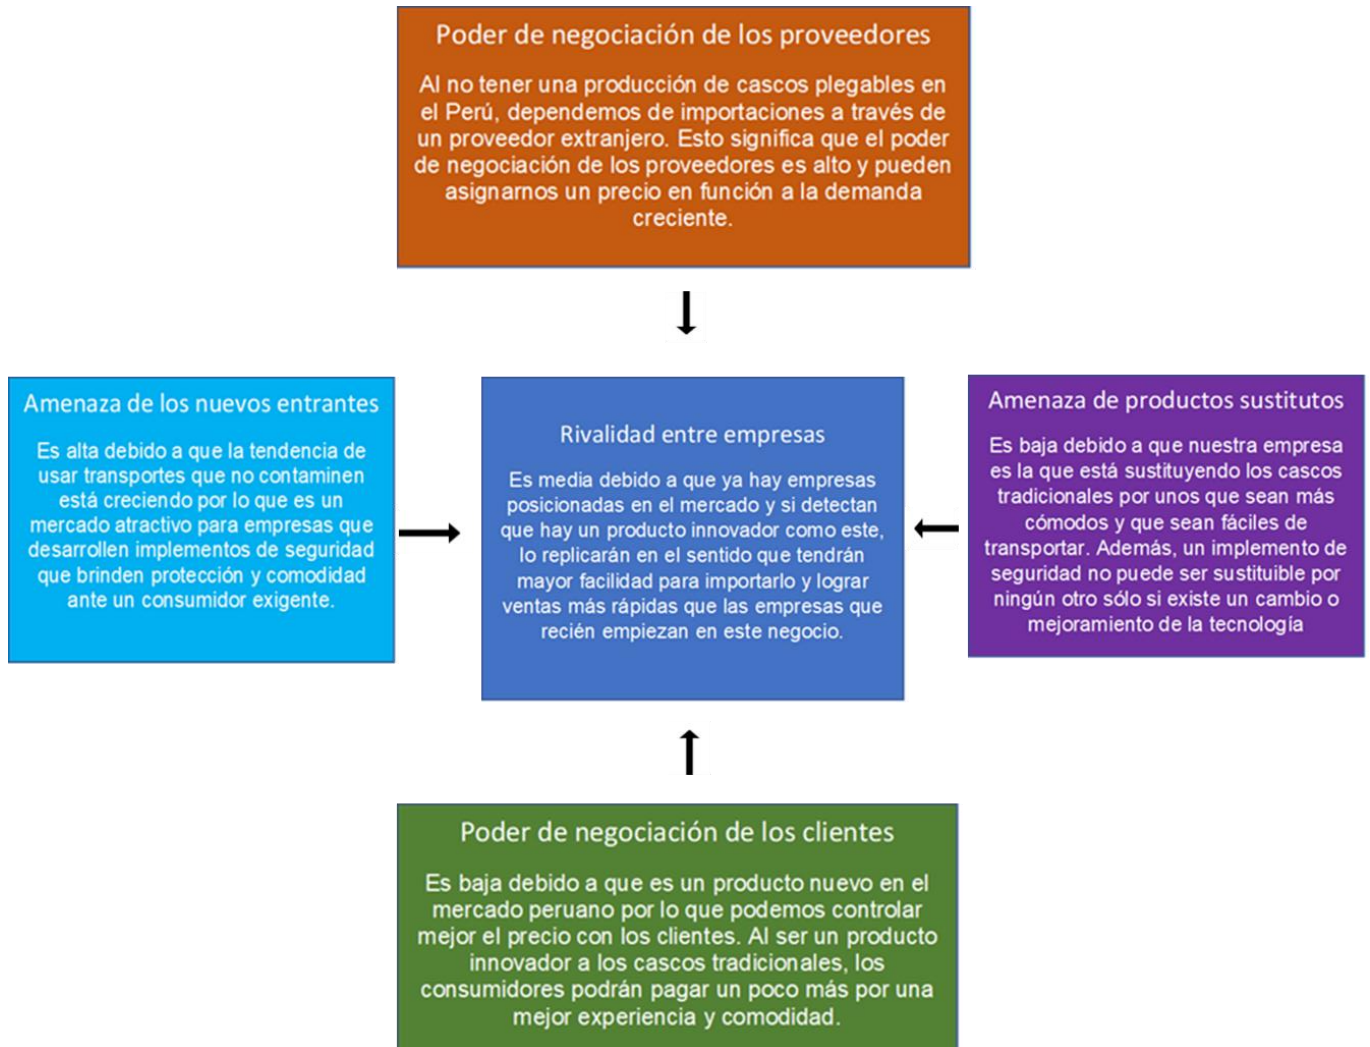 Poder de negociación de los proveedores
Al no tener una producción de cascos plegables en
el Perú, dependemos de importaciones a través de
un proveedor extranjero. Esto significa que el poder
de negociación de los proveedores es alto y pueden
asignarnos un precio en función a la demanda
creciente.
Amenaza de los nuevos entrantes
Es alta debido a que la tendencia de
usar transportes que no contaminen
está creciendo por lo que es un
mercado atractivo para empresas que
desarrollen implementos de seguridad
que brinden protección y comodidad
ante un consumidor exigente.
Rivalidad entre empresas
Es media debido a que ya hay empresas
posicionadas en el mercado y si detectan
que hay un producto innovador como este,
lo replicarán en el sentido que tendrán
mayor facilidad para importarlo y lograr
ventas más rápidas que las empresas que
recién empiezan en este negocio.
Amenaza de productos sustitutos
Es baja debido a que nuestra empresa
es la que está sustituyendo los cascos
tradicionales por unos que sean más
cómodos y que sean fáciles de
transportar. Además, un implemento de
seguridad no puede ser sustituible por
ningún otro sólo si existe un cambio o
mejoramiento de la tecnología
Poder de negociación de los clientes
Es baja debido a que es un producto nuevo en el
mercado peruano por lo que podemos controlar
mejor el precio con los clientes. Al ser un producto
innovador a los cascos tradicionales, los
consumidores podrán pagar un poco más por una
mejor experiencia y comodidad.